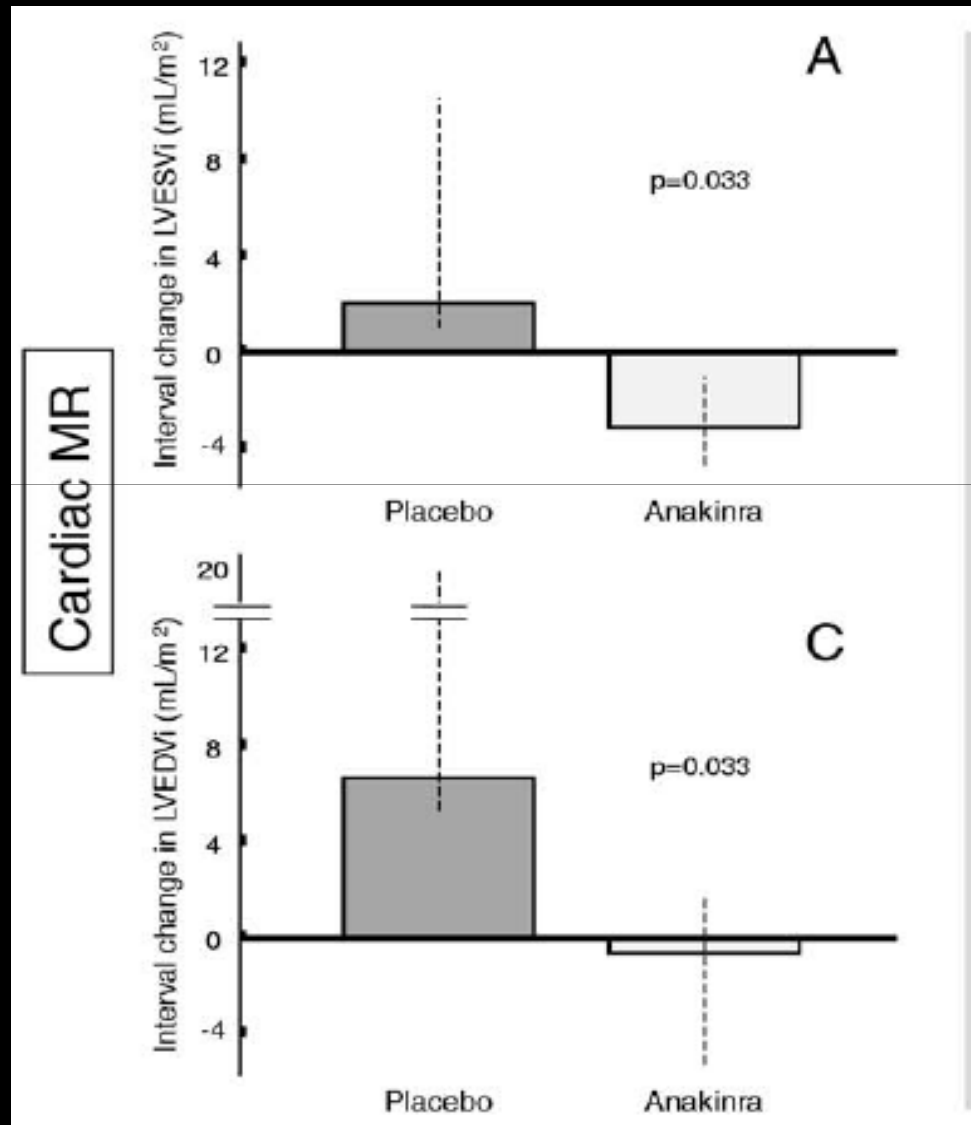 Cardiac MR
A
Interval change in LVESVi (mL/m²)
12
8
4
0
-4
p=0.033
Placebo Anakinra
C
Interval change in LVEDVi (mL/m²)
20
12
8
4
0
-4
p=0.033
Placebo Anakinra